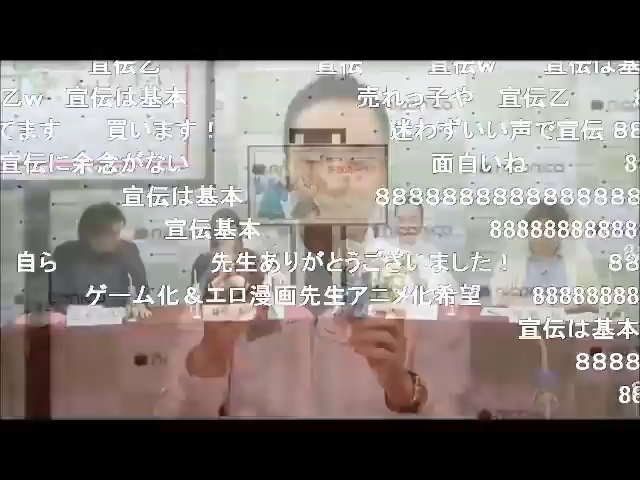 宣伝乙 宣伝 宣伝w 宣伝は基
乙w 宣伝は基本 売れっ子や 宣伝乙 8
てます 買います! 迷わずいい声で宣伝 88
宣伝に余念がない 面白いね 8
宣伝は基本 888888888888888888
宣伝基本 88888888888
自ら 先生ありがとうございました! 88
ゲーム化&エロ漫画先生アニメ化希望 88888888
宣伝は基本
8888
88